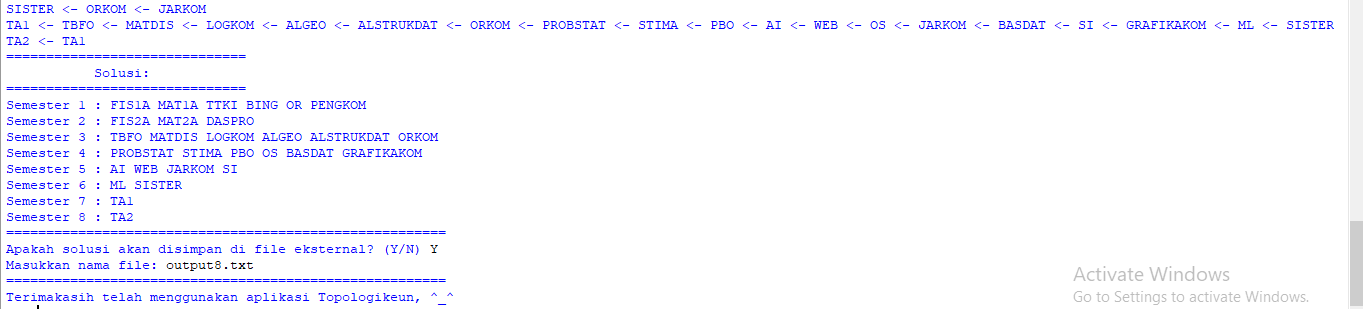 SISTER <- ORKOM <- JARKOM
TA1 <- TBFO <- MATDIS <- LOGKOM <- ALGEO <- ALSTRUKDAT <- ORKOM <- PROBSTAT <- STIMA <- PBO <- AI <- WEB <- OS <- JARKOM <- BASDAT <- SI <- GRAFIKAKOM <- ML <- SISTER
TA2 <- TA1
==============================
Solusi:
==============================
Semester 1 : FIS1A MAT1A TTKI BING OR PENGKOM
Semester 2 : FIS2A MAT2A DASPRO
Semester 3 : TBFO MATDIS LOGKOM ALGEO ALSTRUKDAT ORKOM
Semester 4 : PROBSTAT STIMA PBO OS BASDAT GRAFIKAKOM
Semester 5 : AI WEB JARKOM SI
Semester 6 : ML SISTER
Semester 7 : TA1
Semester 8 : TA2
=======================================================
Apakah solusi akan disimpan di file eksternal? (Y/N) Y
Masukkan nama file: output8.txt
=======================================================
Terimakasih telah menggunakan aplikasi Topologikeun, ^_^
Activate Windows
Go to Settings to activate Windows.